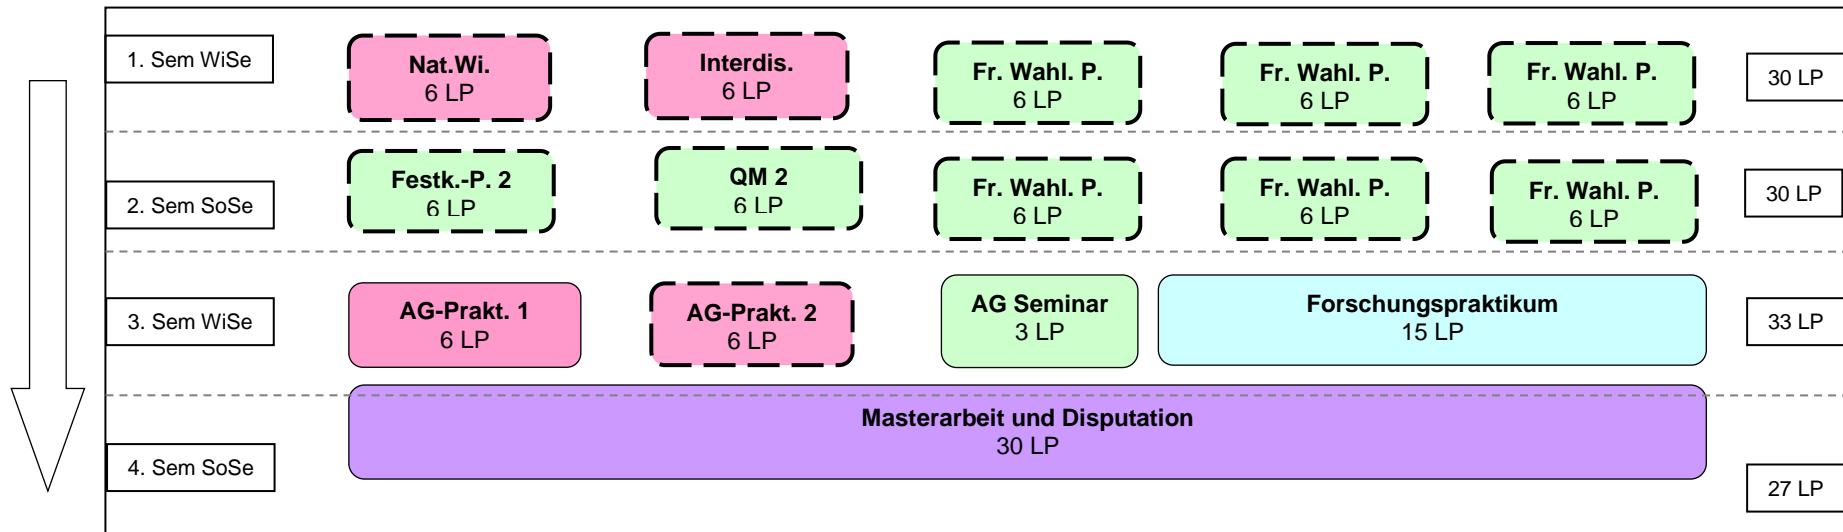 1. Sem WiSe
Nat.Wi.
6 LP
Interdis.
6 LP
Fr. Wahl. P.
6 LP
Fr. Wahl. P.
6 LP
Fr. Wahl. P.
6 LP
30 LP
2. Sem SoSe
Festk.-P. 2
6 LP
QM 2
6 LP
Fr. Wahl. P.
6 LP
Fr. Wahl. P.
6 LP
Fr. Wahl. P.
6 LP
30 LP
3. Sem WiSe
AG-Prakt. 1
6 LP
AG-Prakt. 2
6 LP
AG Seminar
3 LP
Forschungspraktikum
15 LP
33 LP
Masterarbeit und Disputation
30 LP
4. Sem SoSe
27 LP